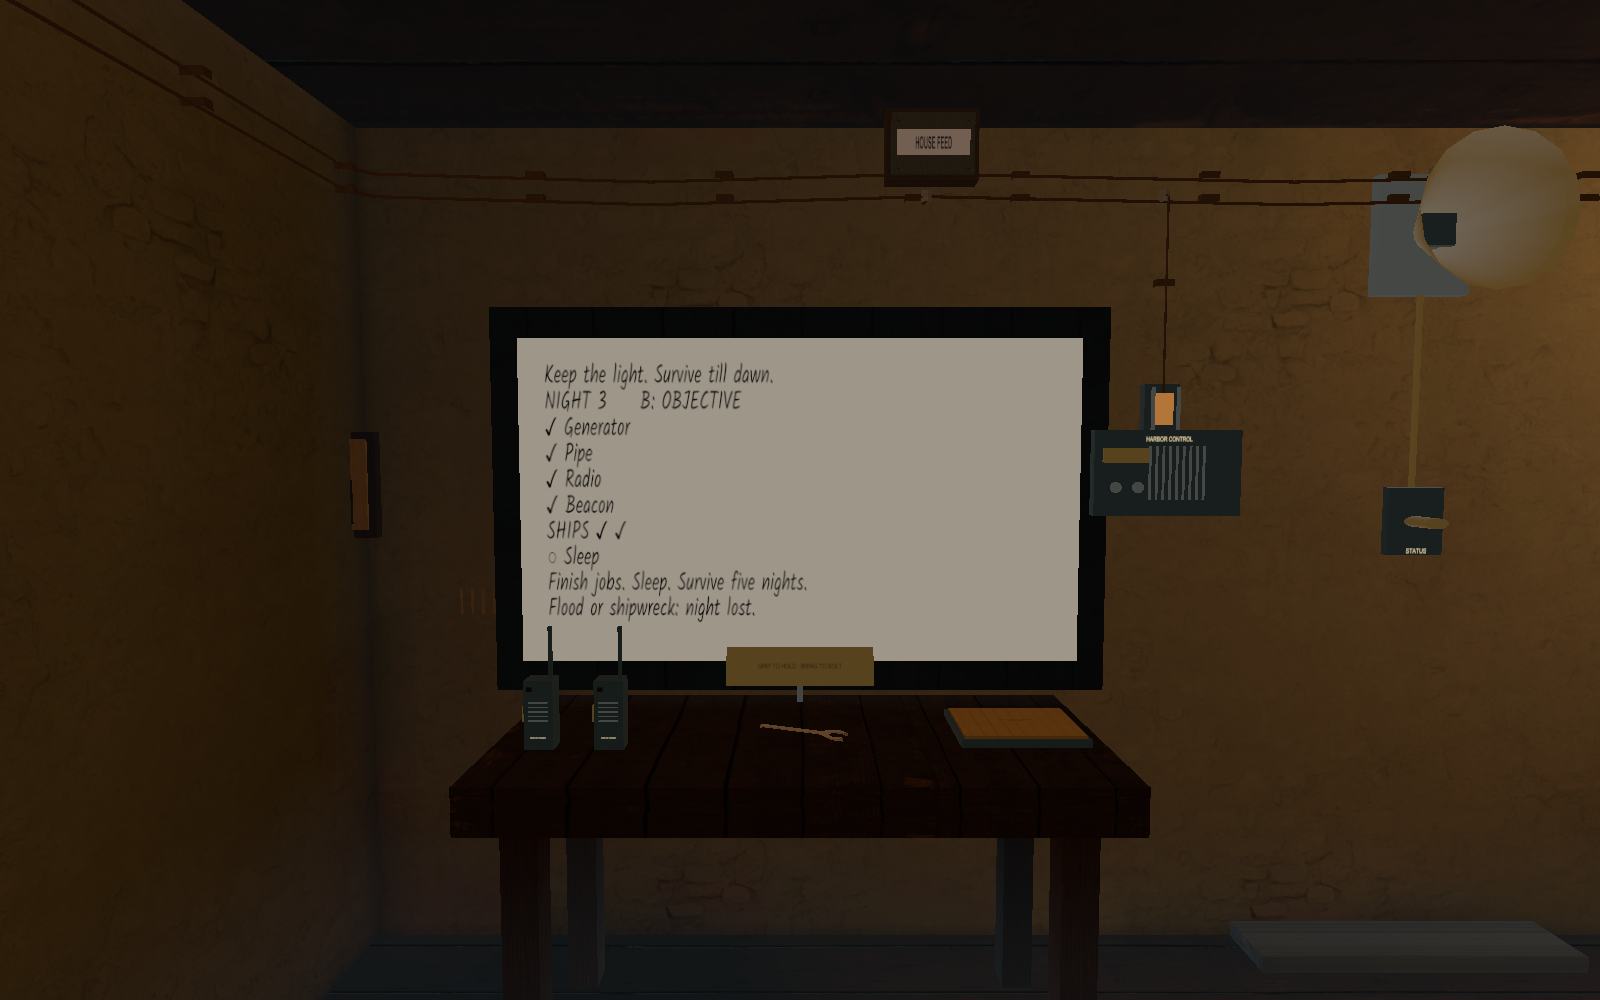 HOUSE FEED
Keep the light. Survive till dawn.
NIGHT 3 B: OBJECTIVE
✓ Generator
✓ Pipe
✓ Radio
✓ Beacon
SHIPS ✓ ✓
○ Sleep
Finish jobs. Sleep. Survive five nights.
Flood or shipwreck: night lost.
HARBOR CONTROL
STATUS